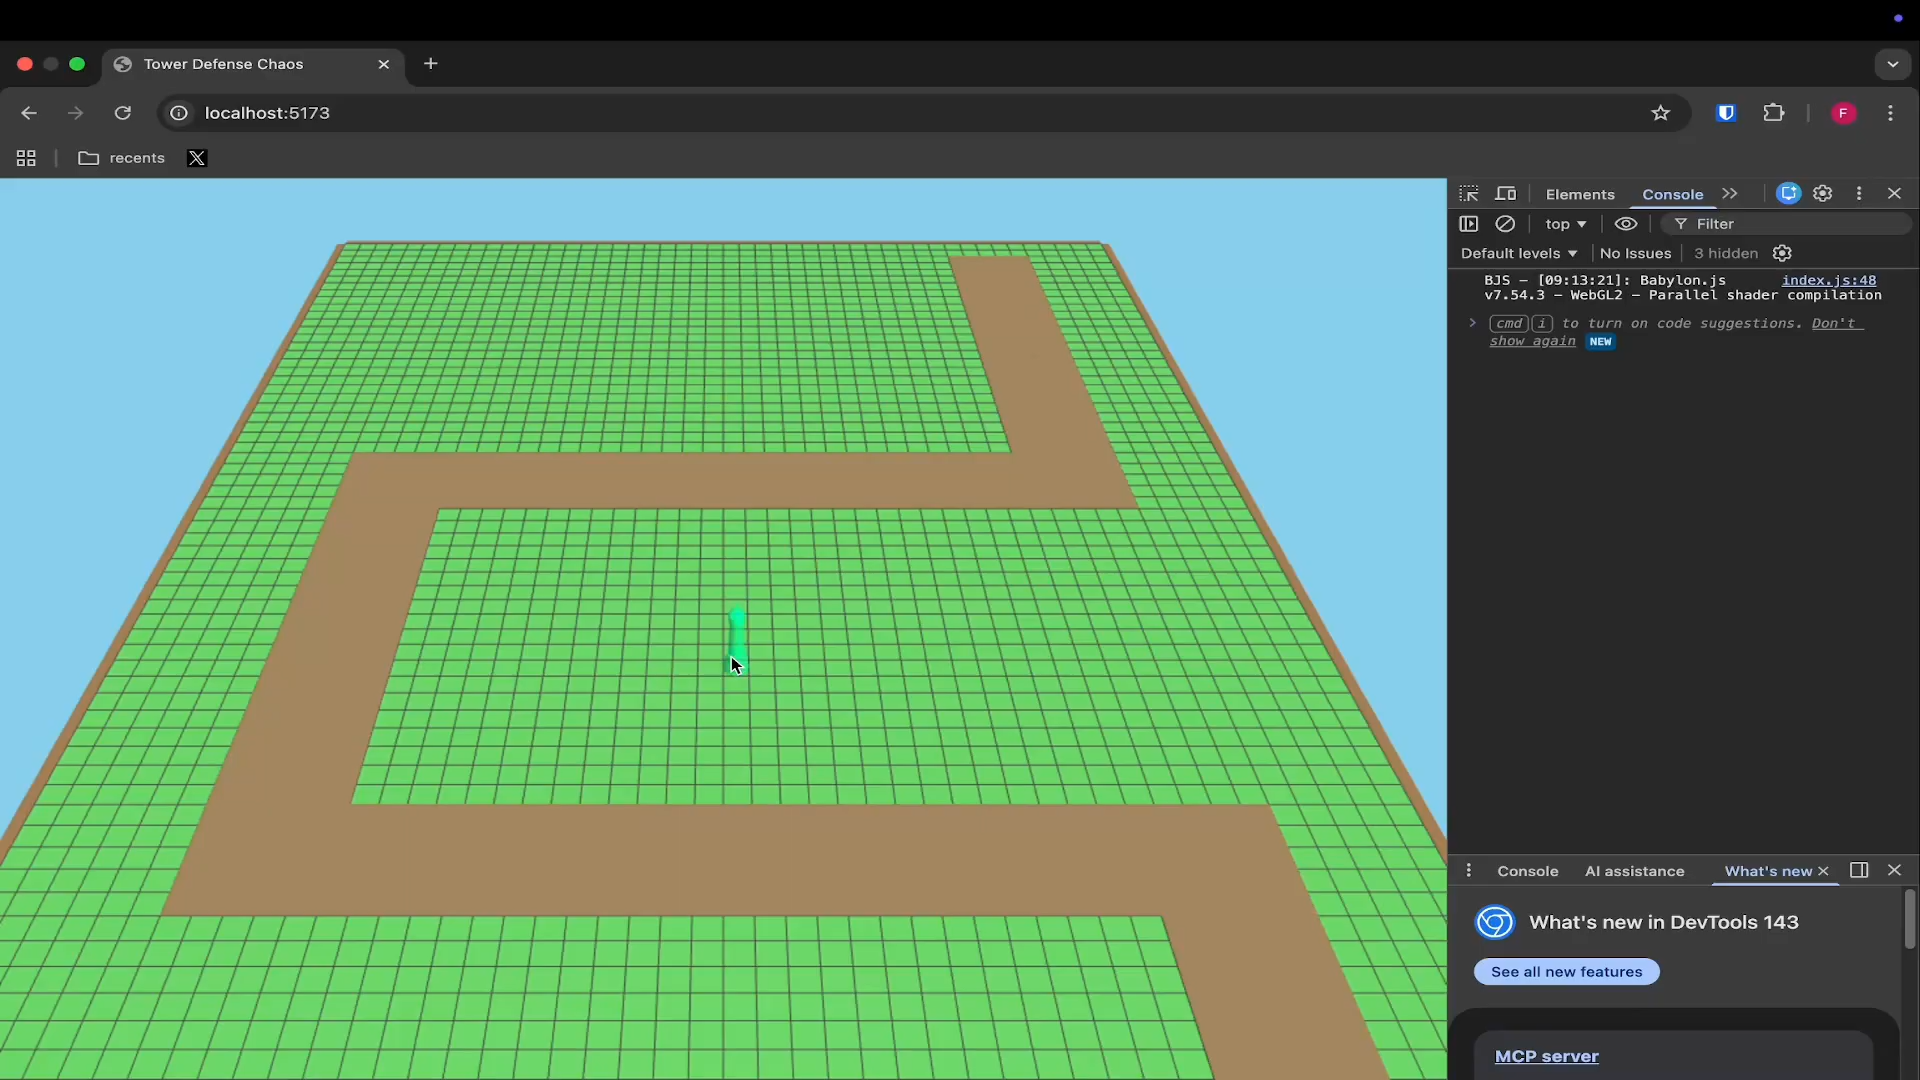 Tower Defense Chaos
localhost:5173
F
recents
Elements
Console
top
Filter
Default levels
No Issues
3 hidden
BJS - [09:13:21]: Babylon.js
index.js:48
v7.54.3 - WebGL2 - Parallel shader compilation
cmd i to turn on code suggestions. Don't
show again NEW
Console
AI assistance
What's new
What's new in DevTools 143
See all new features
MCP server